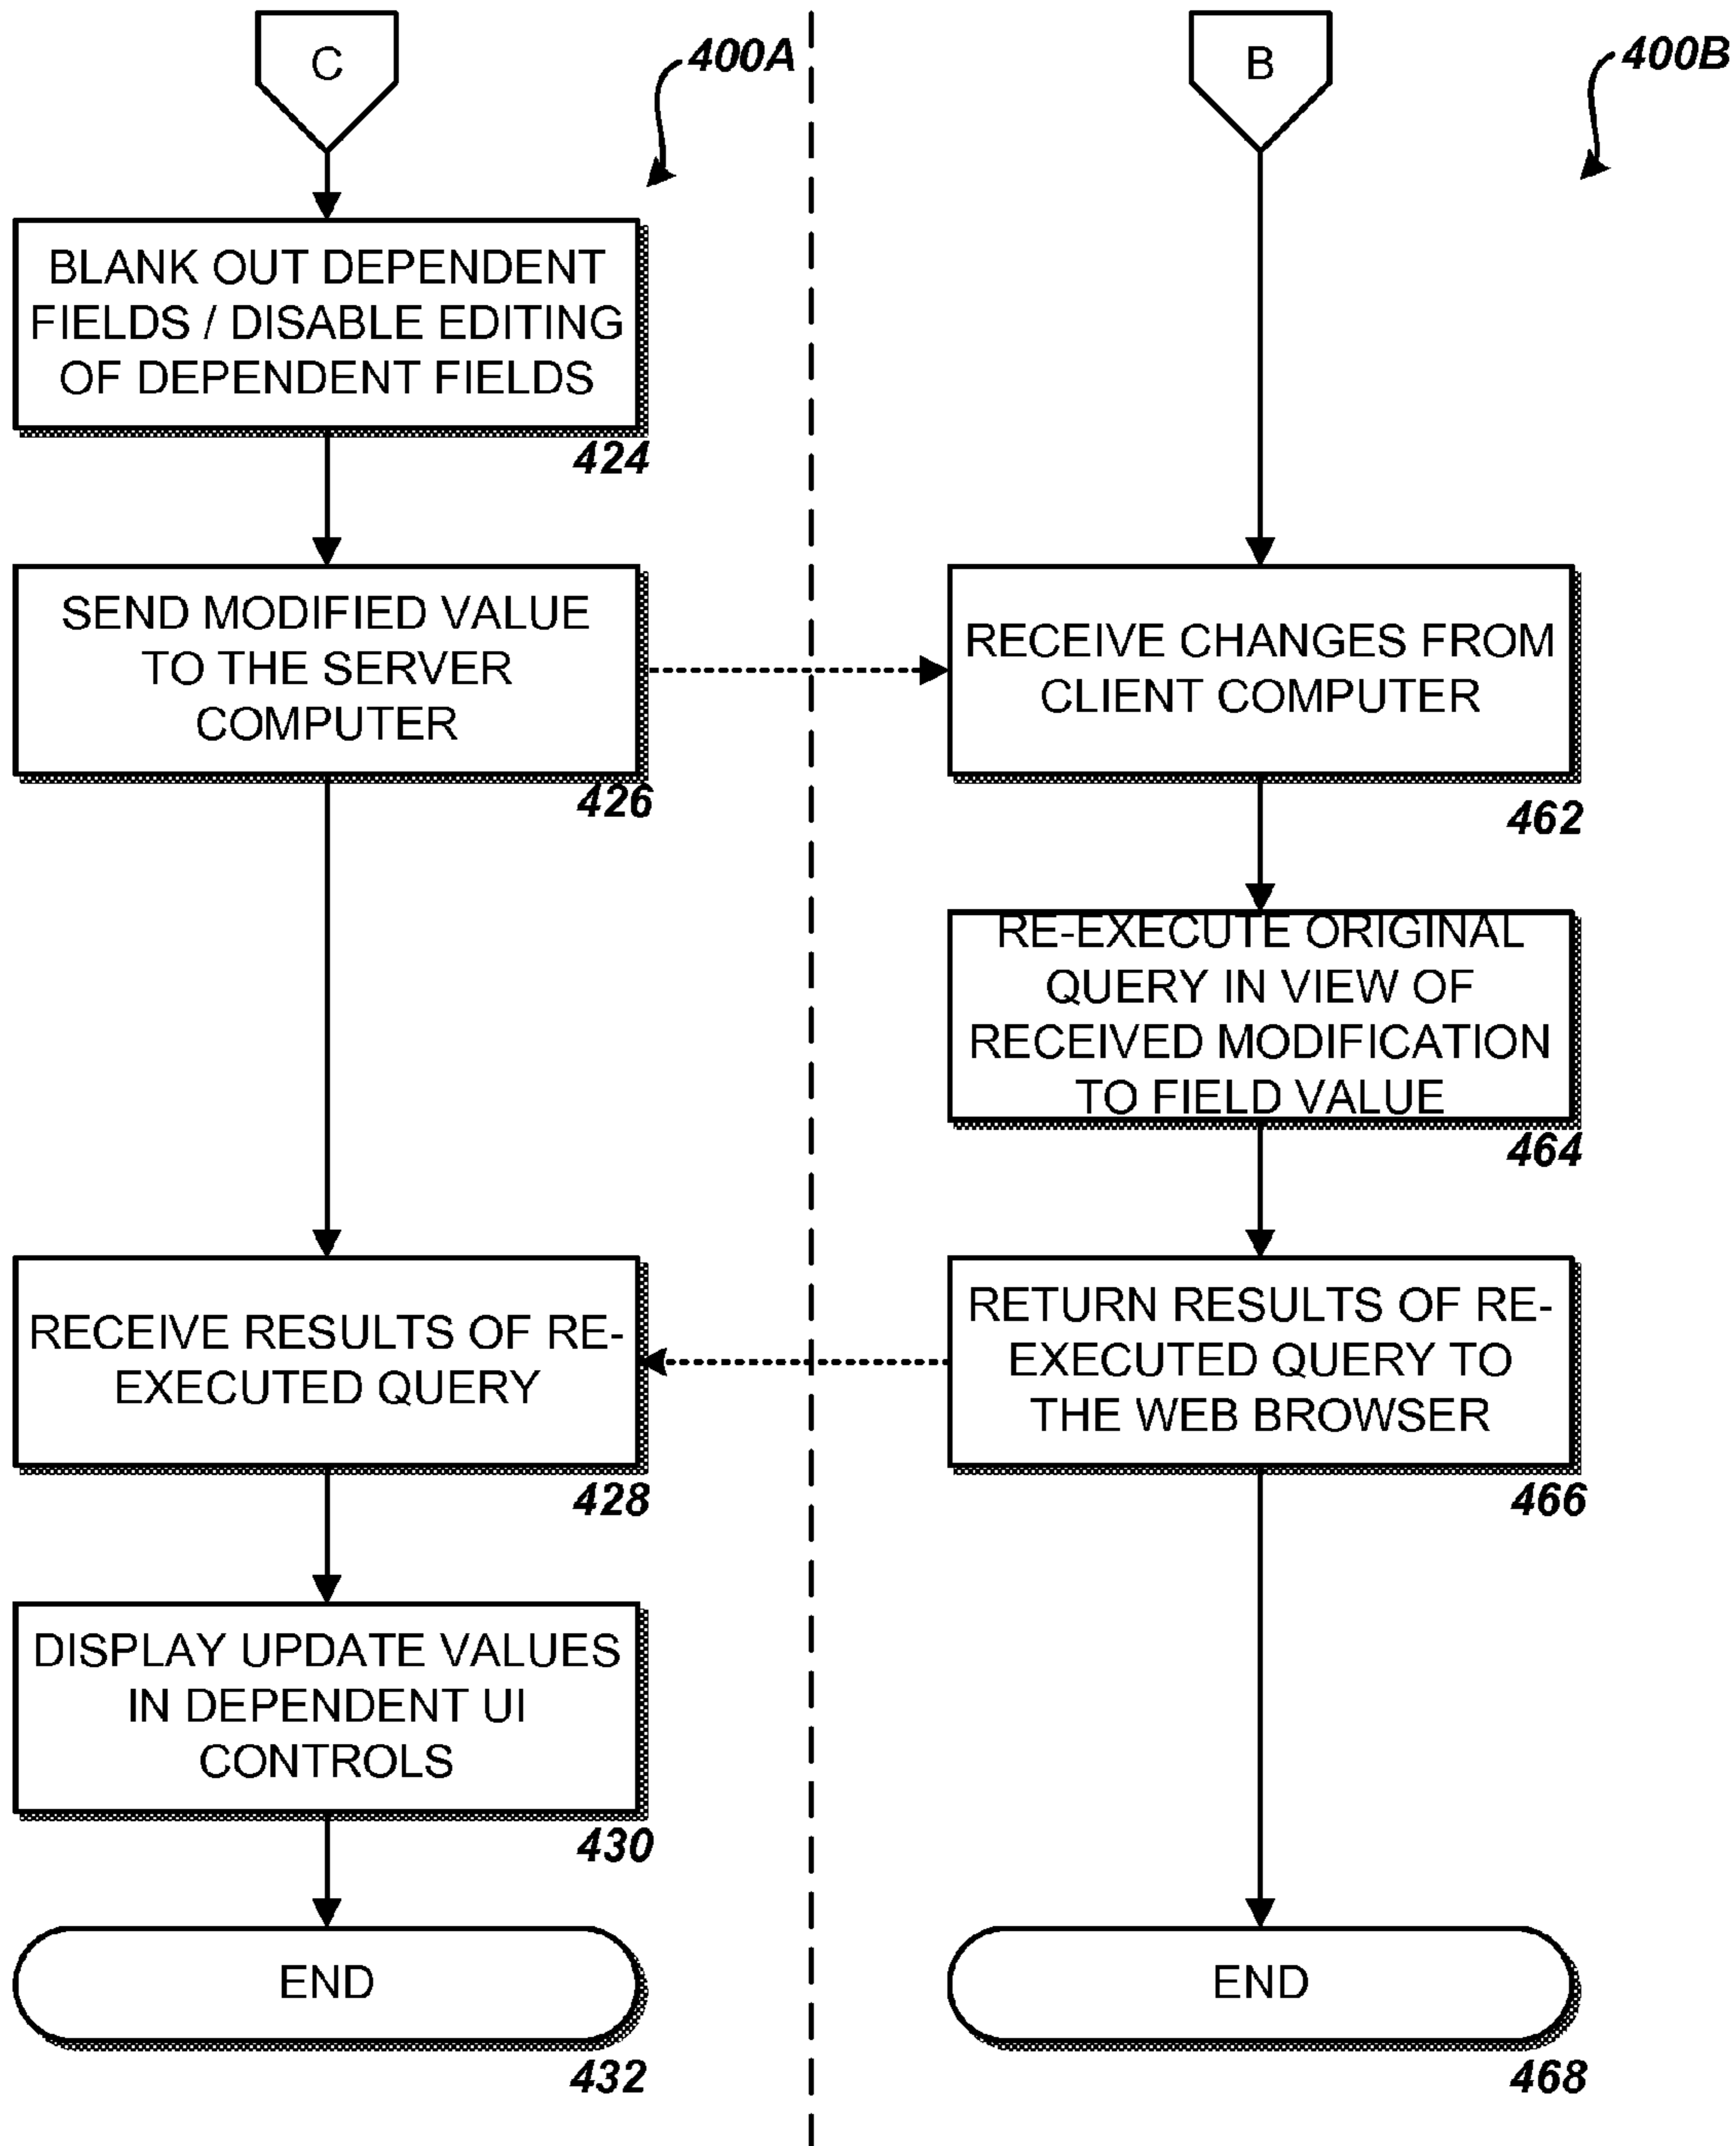 C
400A
BLANK OUT DEPENDENT
FIELDS / DISABLE EDITING
OF DEPENDENT FIELDS
424
SEND MODIFIED VALUE
TO THE SERVER
COMPUTER
426
RECEIVE RESULTS OF RE-
EXECUTED QUERY
428
DISPLAY UPDATE VALUES
IN DEPENDENT UI
CONTROLS
430
END
432
B
400B
RECEIVE CHANGES FROM
CLIENT COMPUTER
462
RE-EXECUTE ORIGINAL
QUERY IN VIEW OF
RECEIVED MODIFICATION
TO FIELD VALUE
464
RETURN RESULTS OF RE-
EXECUTED QUERY TO
THE WEB BROWSER
466
END
468